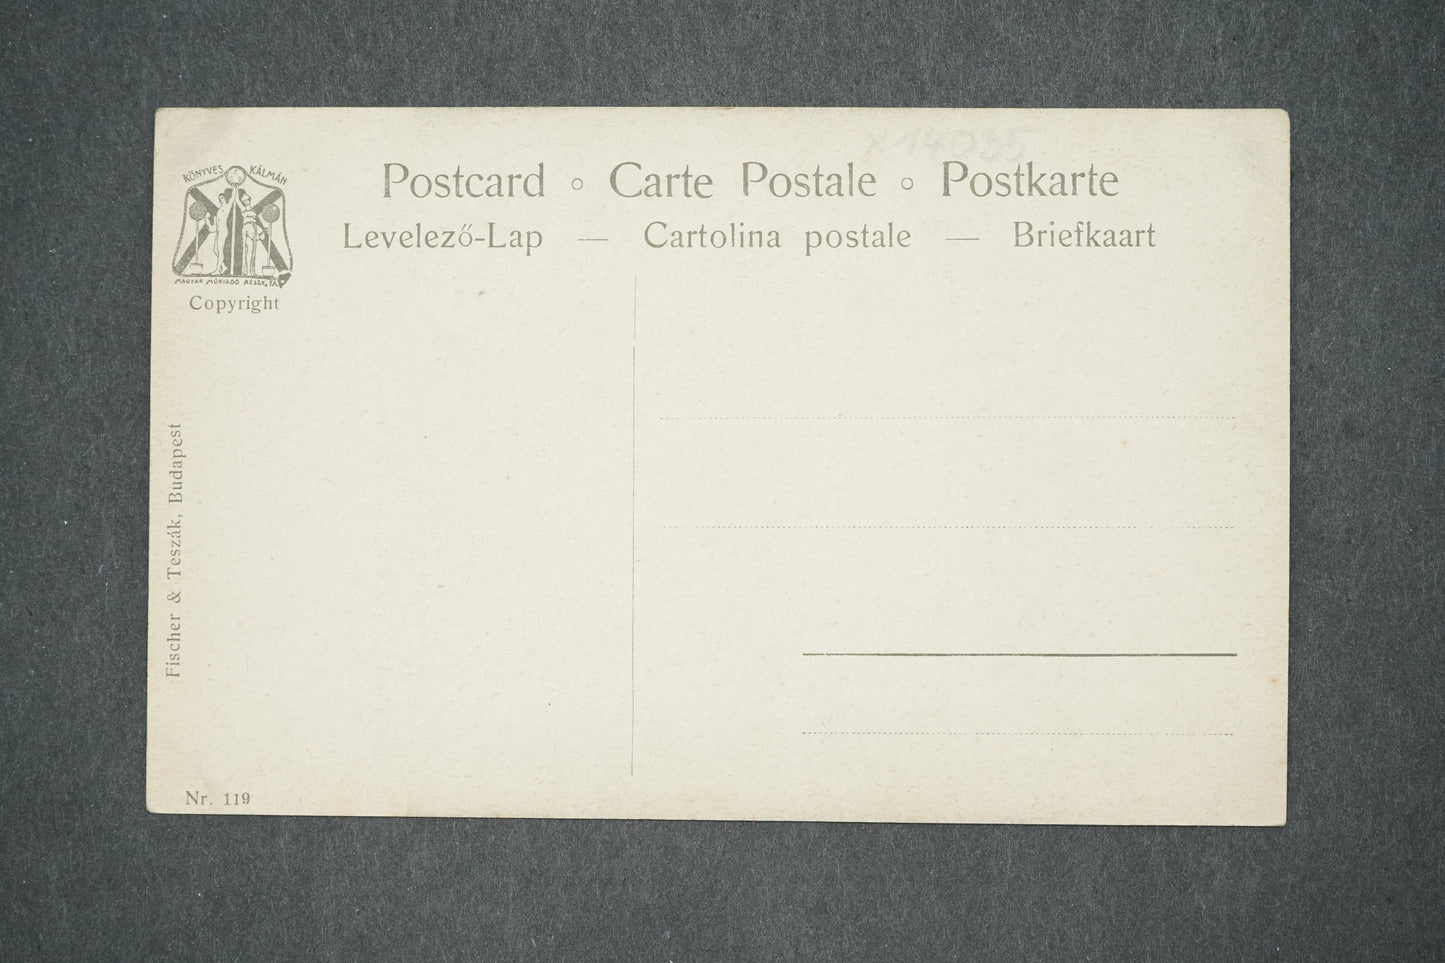 x 14035
KÖNYVES KÁLMÁN
Postcard ○ Carte Postale ○ Postkarte
Levelező-Lap — Cartolina postale — Briefkaart
MAGYAR MŰKIADÓ RÉSZV. TÁRS.
Copyright
Fischer & Teszák, Budapest
Nr. 119